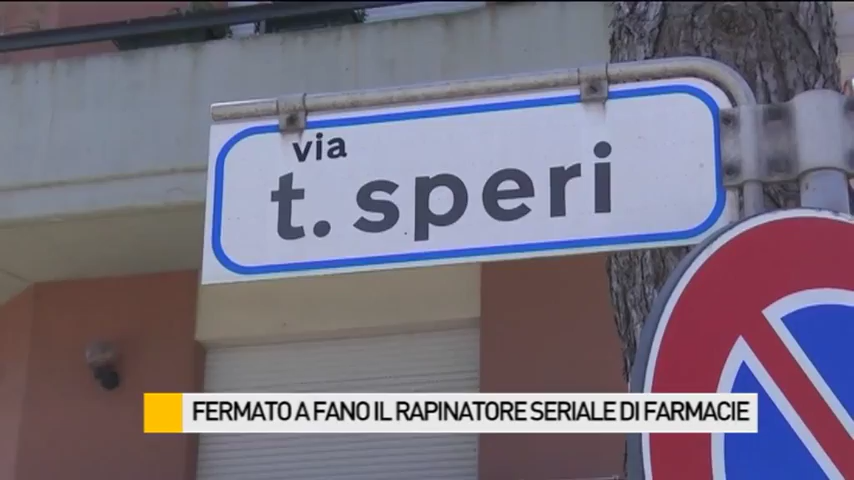 via
t. speri
FERMATO A FANO IL RAPINATORE SERIALE DI FARMACIE